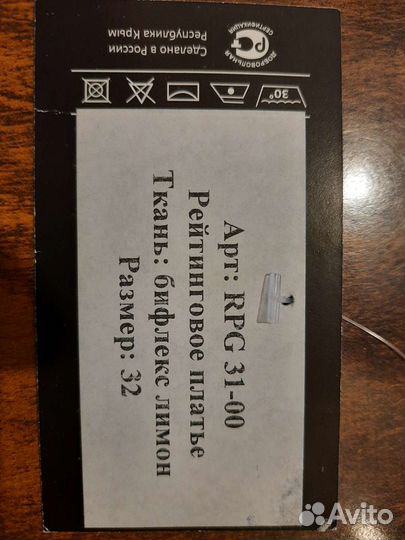 Арт: RPG 31-00
Рейтинговое платье
Ткань: бифлекс лимон
Размер: 32
Сделано в России
Республика Крым
ДОБРОВОЛЬНАЯ
СЕРТИФИКАЦИЯ
30°
Avito